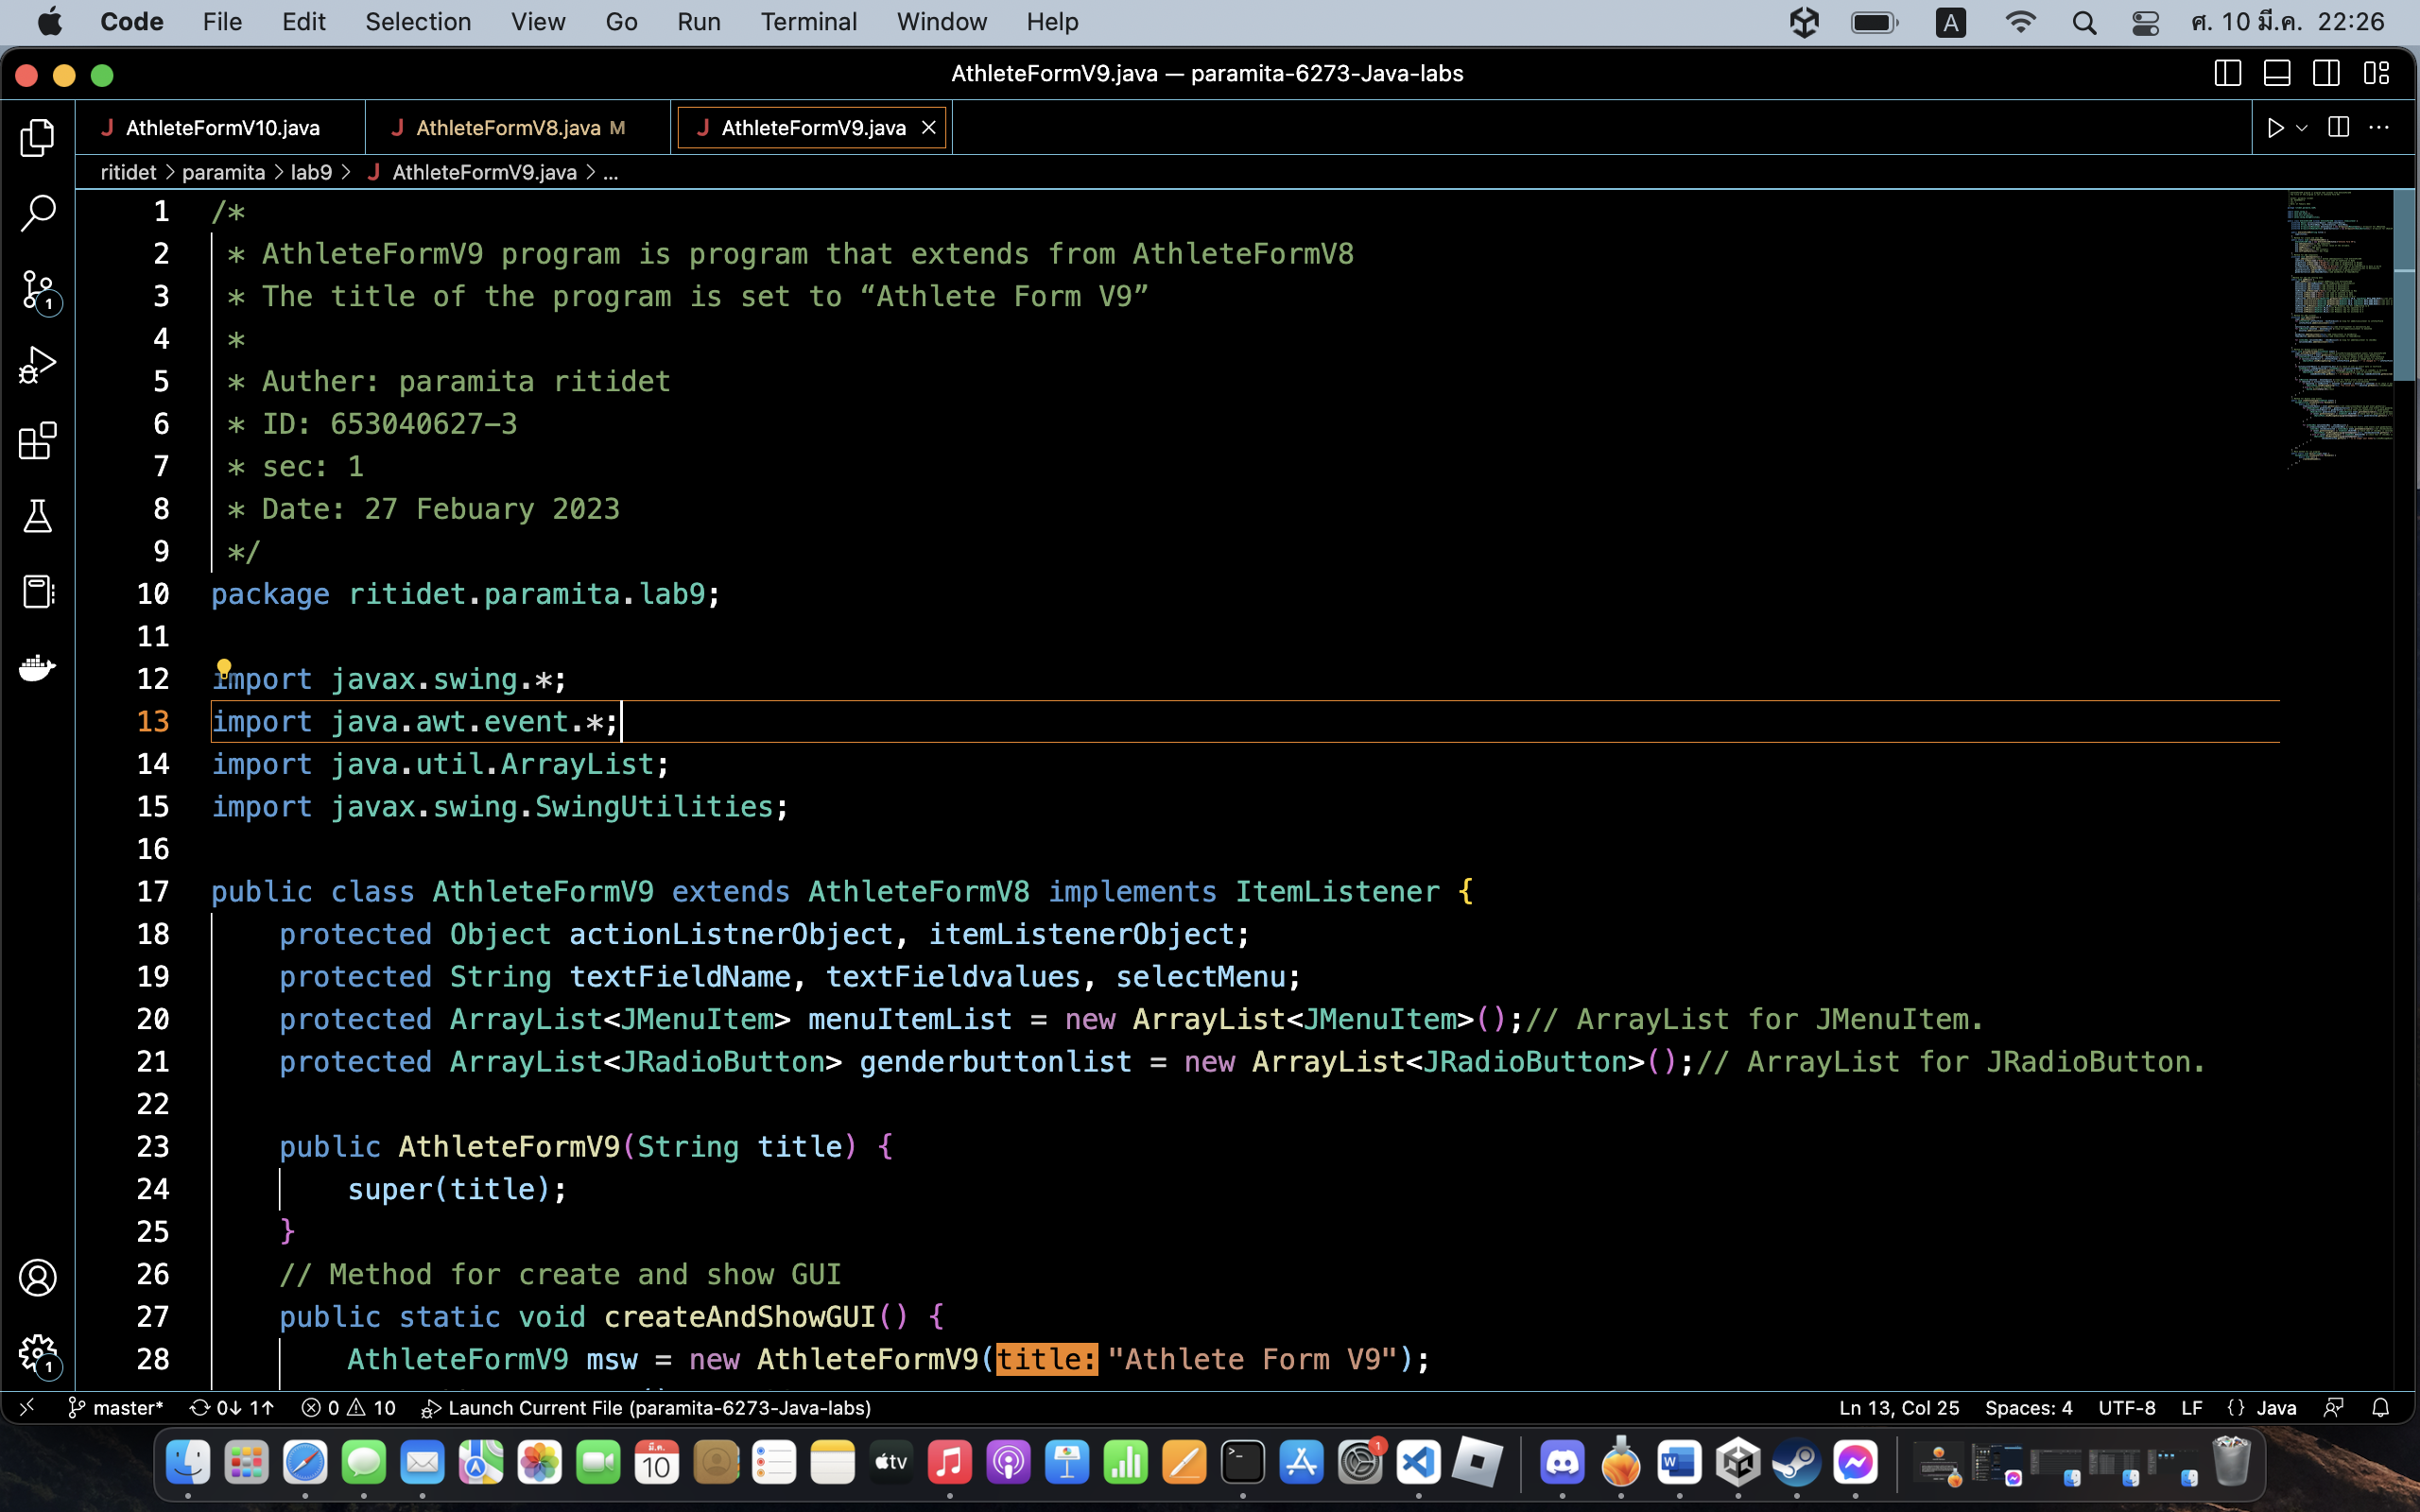 Code File Edit Selection View Go Run Terminal Window Help A ศ. 10 มี.ค. 22:26
AthleteFormV9.java — paramita-6273-Java-labs
J AthleteFormV10.java J AthleteFormV8.java M J AthleteFormV9.java
ritidet > paramita > lab9 > J AthleteFormV9.java > ...
1 /*
2 * AthleteFormV9 program is program that extends from AthleteFormV8
3 * The title of the program is set to “Athlete Form V9”
4 *
5 * Auther: paramita ritidet
6 * ID: 653040627-3
7 * sec: 1
8 * Date: 27 Febuary 2023
9 */
10 package ritidet.paramita.lab9;
11
12 import javax.swing.*;
13 import java.awt.event.*;
14 import java.util.ArrayList;
15 import javax.swing.SwingUtilities;
16
17 public class AthleteFormV9 extends AthleteFormV8 implements ItemListener {
18 protected Object actionListnerObject, itemListenerObject;
19 protected String textFieldName, textFieldvalues, selectMenu;
20 protected ArrayList<JMenuItem> menuItemList = new ArrayList<JMenuItem>();// ArrayList for JMenuItem.
21 protected ArrayList<JRadioButton> genderbuttonlist = new ArrayList<JRadioButton>();// ArrayList for JRadioButton.
22
23 public AthleteFormV9(String title) {
24 super(title);
25 }
26 // Method for create and show GUI
27 public static void createAndShowGUI() {
28 AthleteFormV9 msw = new AthleteFormV9(title: "Athlete Form V9");
1
1
master* 0↓ 1↑ 0 10 Launch Current File (paramita-6273-Java-labs) Ln 13, Col 25 Spaces: 4 UTF-8 LF {} Java
มี.ค. 10 tv 1 W